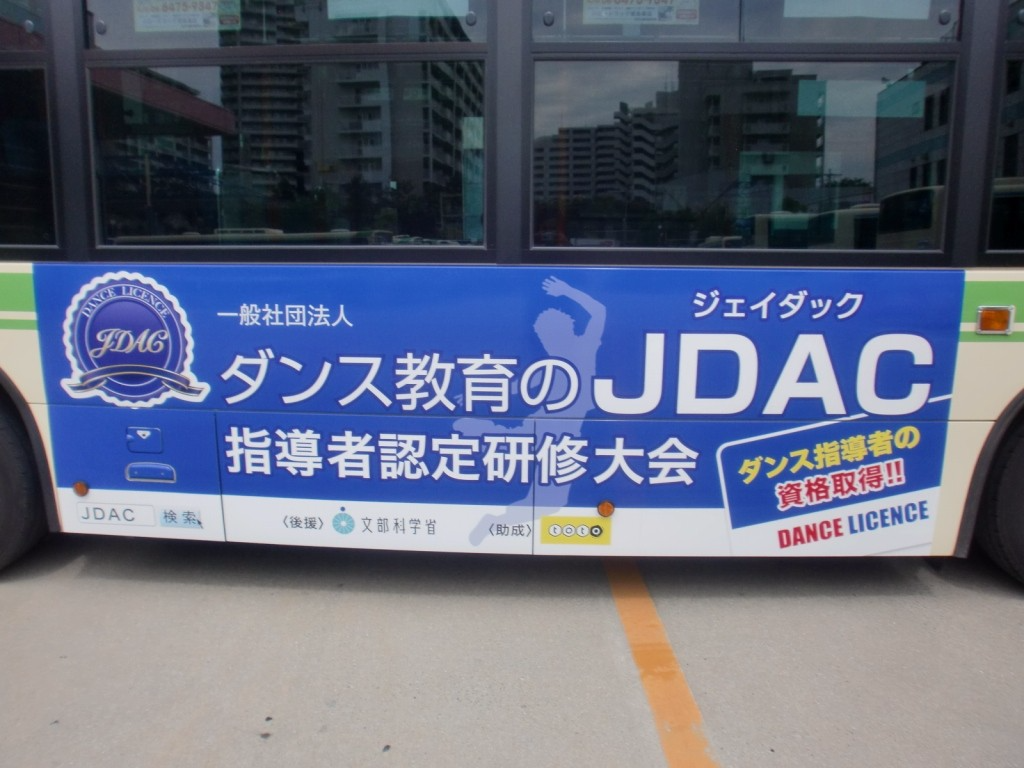 DANCE LICENCE
JDAC
一般社団法人
ジェイダック
ダンス教育のJDAC
指導者認定研修大会
ダンス指導者の
資格取得!!
DANCE LICENCE
JDAC 検索
〈後援〉 文部科学省
〈助成〉 toto